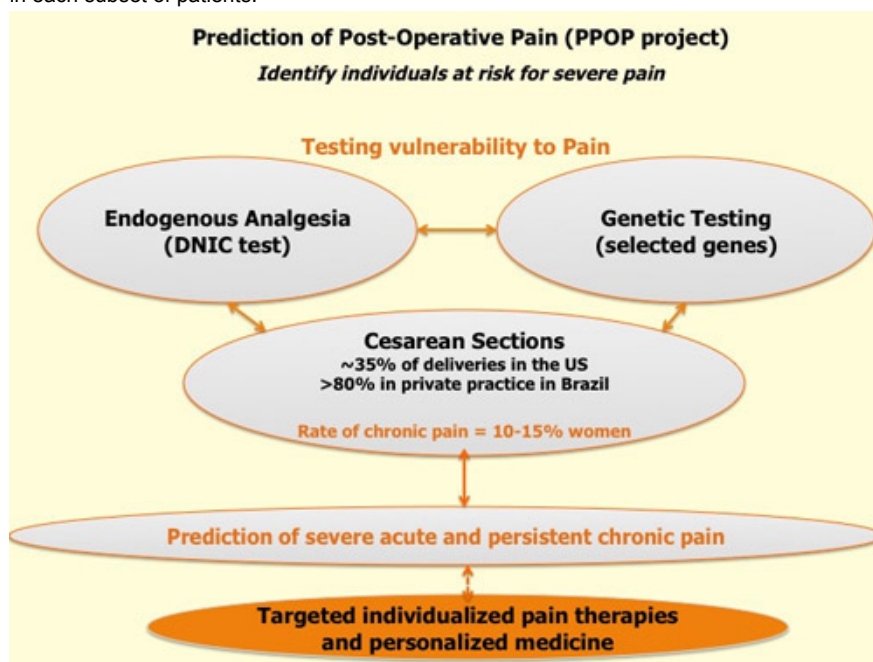 in each subset of patients.
Prediction of Post-Operative Pain (PPOP project)
Identify individuals at risk for severe pain
Testing vulnerability to Pain
Endogenous Analgesia
(DNIC test)
Genetic Testing
(selected genes)
Cesarean Sections
~35% of deliveries in the US
>80% in private practice in Brazil
Rate of chronic pain = 10-15% women
Prediction of severe acute and persistent chronic pain
Targeted individualized pain therapies
and personalized medicine